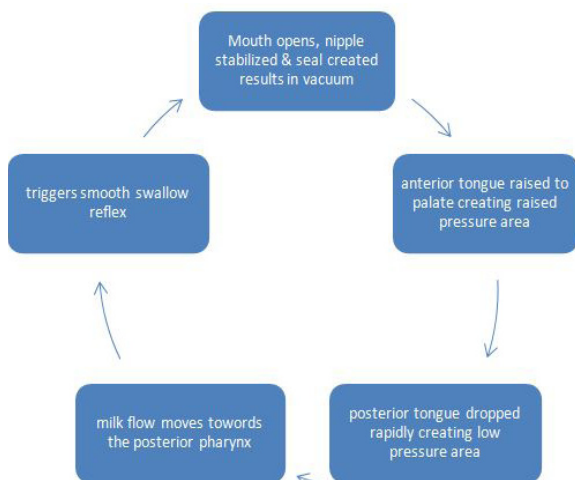 Mouth opens, nipple
stabilized & seal created
results in vacuum
anterior tongue raised to
palate creating raised
pressure area
posterior tongue dropped
rapidly creating low
pressure area
milk flow moves towords
the posterior pharynx
triggers smooth swallow
reflex